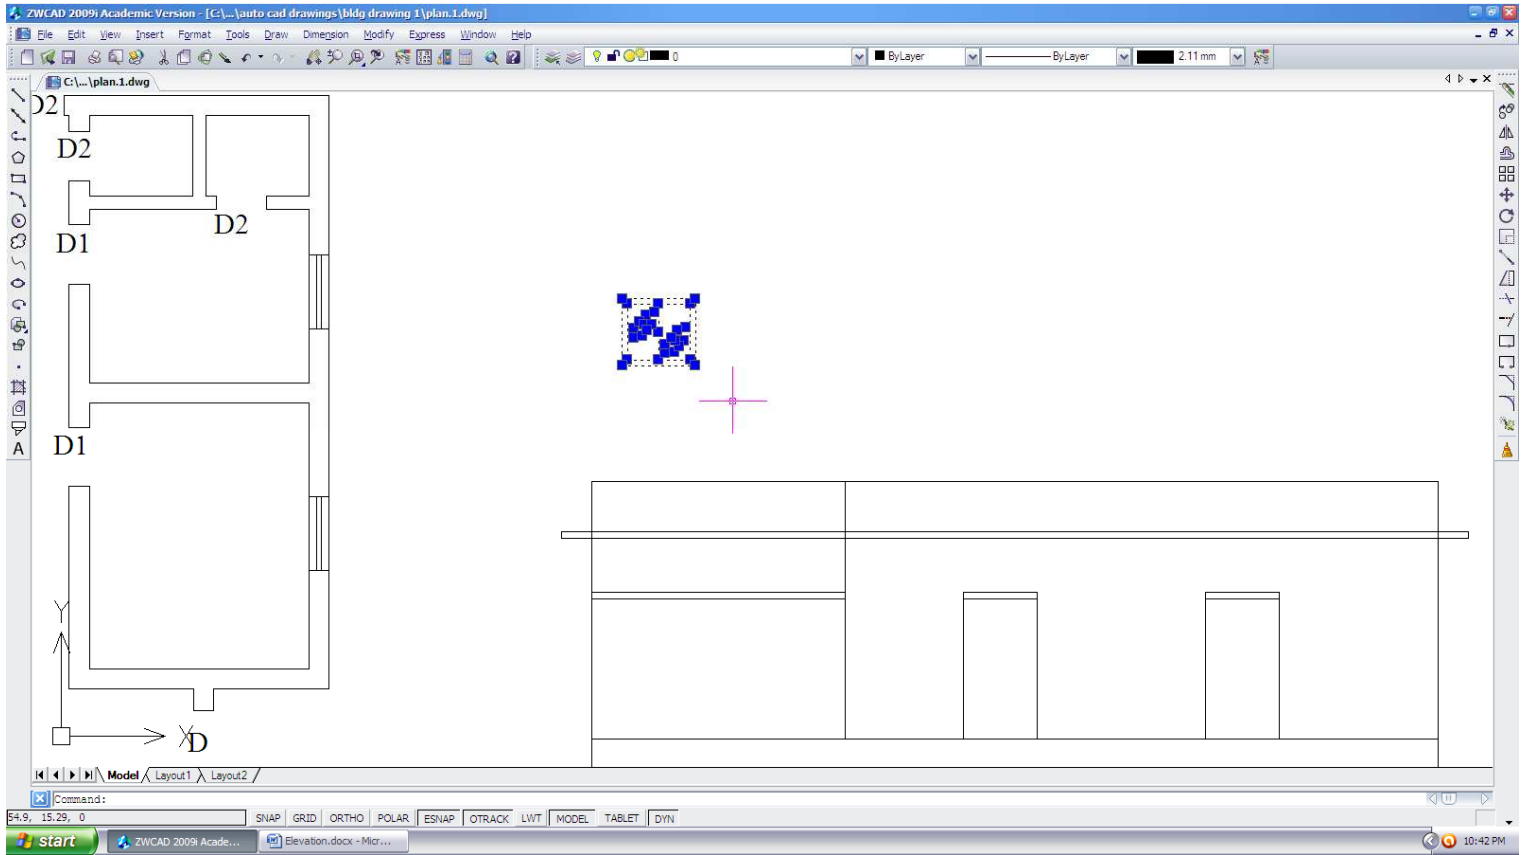 ZWCAD 2009i Academic Version - [C:\...\auto cad drawings\bldg drawing 1\plan.1.dwg]
File Edit View Insert Format Tools Draw Dimension Modify Express Window Help
0 ByLayer ByLayer 2.11 mm
C:\...\plan.1.dwg
D2
D2
D2
D1
D1
Y
X
D
Model Layout1 Layout2
Command:
54.9, 15.29, 0 SNAP GRID ORTHO POLAR ESNAP OTRACK LWT MODEL TABLET DYN
start ZWCAD 2009i Acade... Elevation.docx - Micr... 10:42 PM